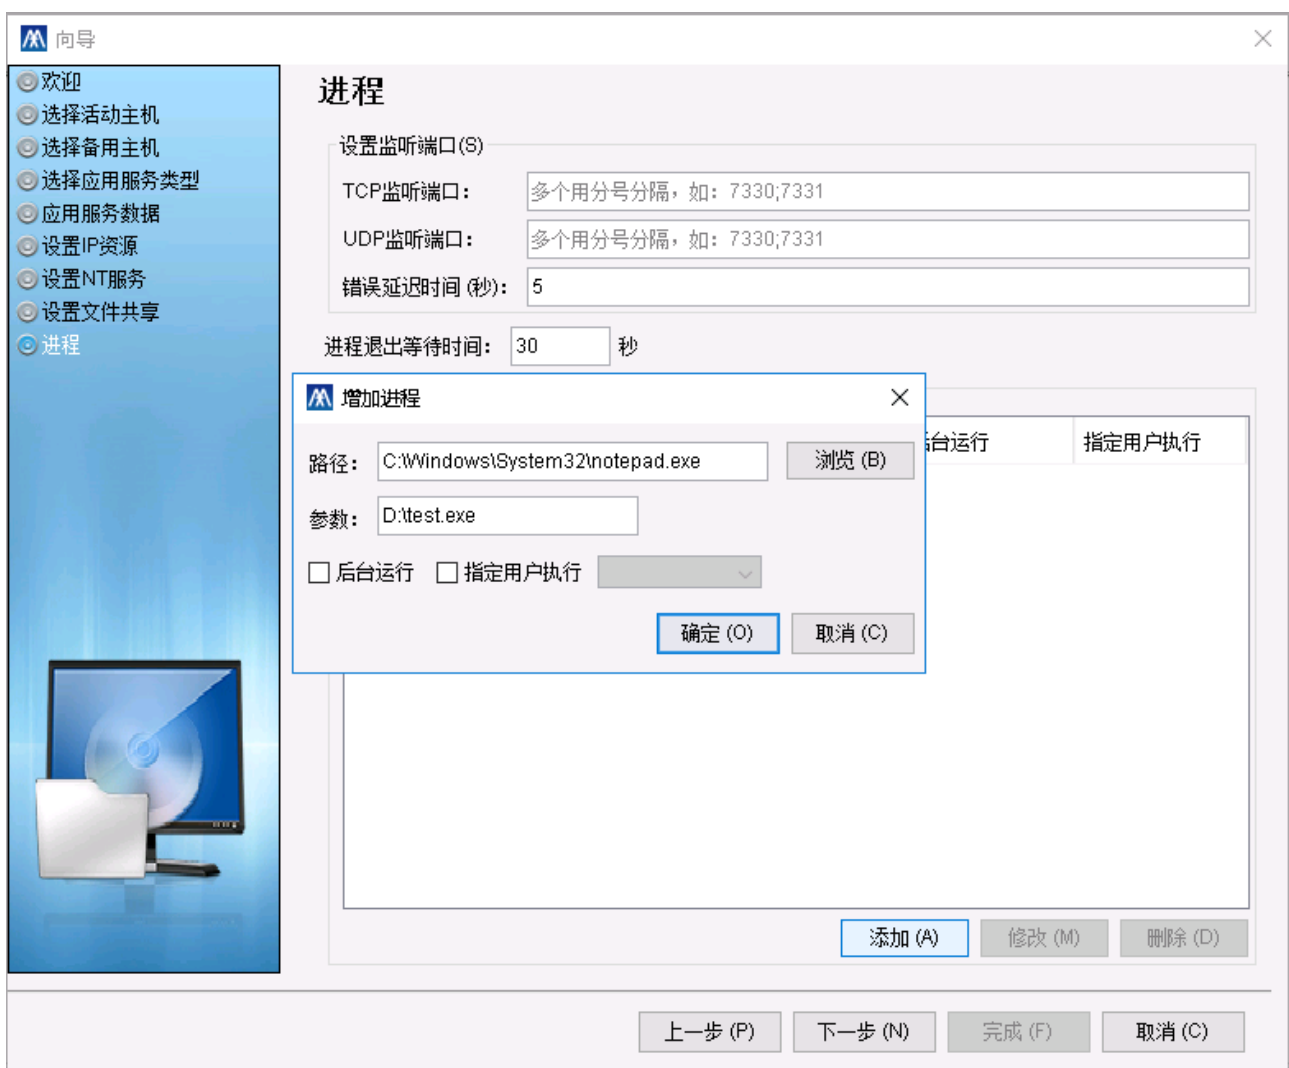 向导
欢迎
选择活动主机
选择备用主机
选择应用服务类型
应用服务数据
设置IP资源
设置NT服务
设置文件共享
进程
进程
设置监听端口(S)
TCP监听端口： 多个用分号分隔，如：7330;7331
UDP监听端口： 多个用分号分隔，如：7330;7331
错误延迟时间 (秒)： 5
进程退出等待时间： 30 秒
台运行 指定用户执行
增加进程
路径： C:\Windows\System32\notepad.exe 浏览 (B)
参数： D:\test.exe
后台运行 指定用户执行
确定 (O) 取消 (C)
添加 (A) 修改 (M) 删除 (D)
上一步 (P) 下一步 (N) 完成 (F) 取消 (C)